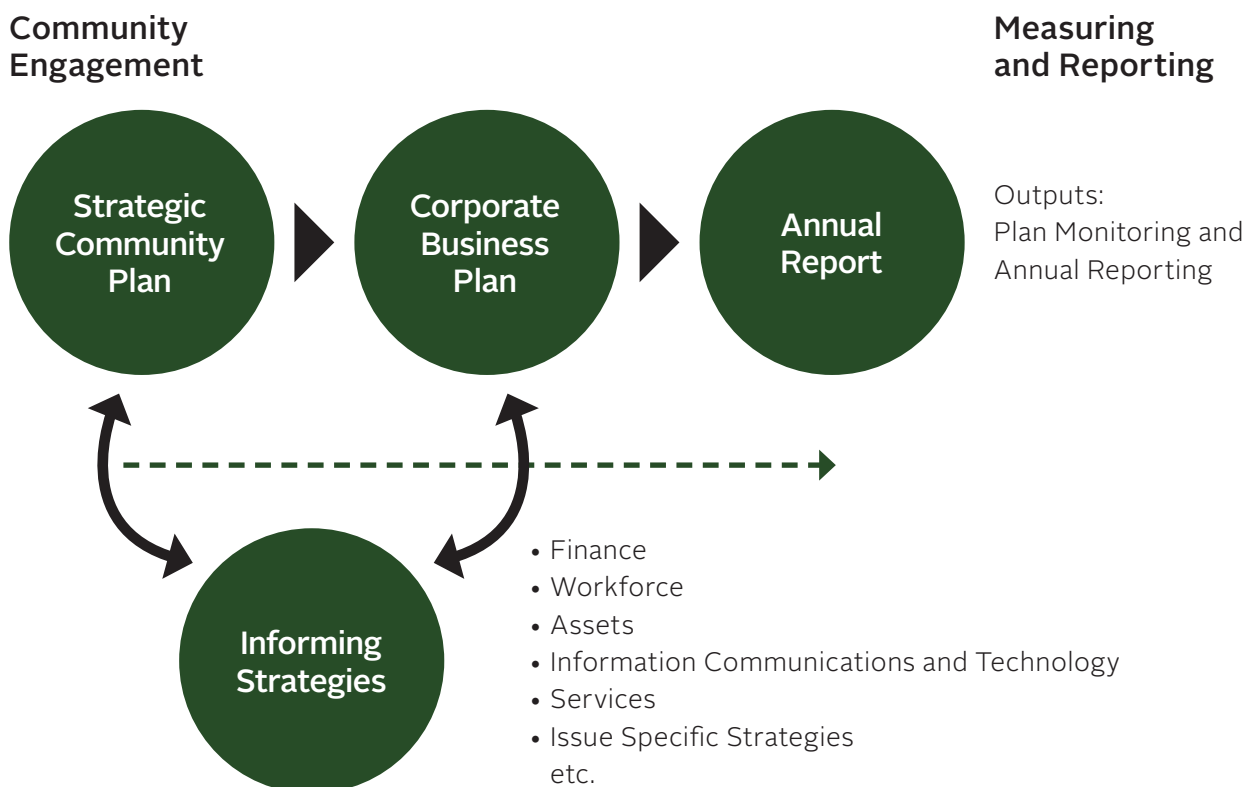 Community
Engagement
Measuring
and Reporting
Strategic
Community
Plan
Corporate
Business
Plan
Annual
Report
Outputs:
Plan Monitoring and
Annual Reporting
Informing
Strategies
• Finance
• Workforce
• Assets
• Information Communications and Technology
• Services
• Issue Specific Strategies
etc.